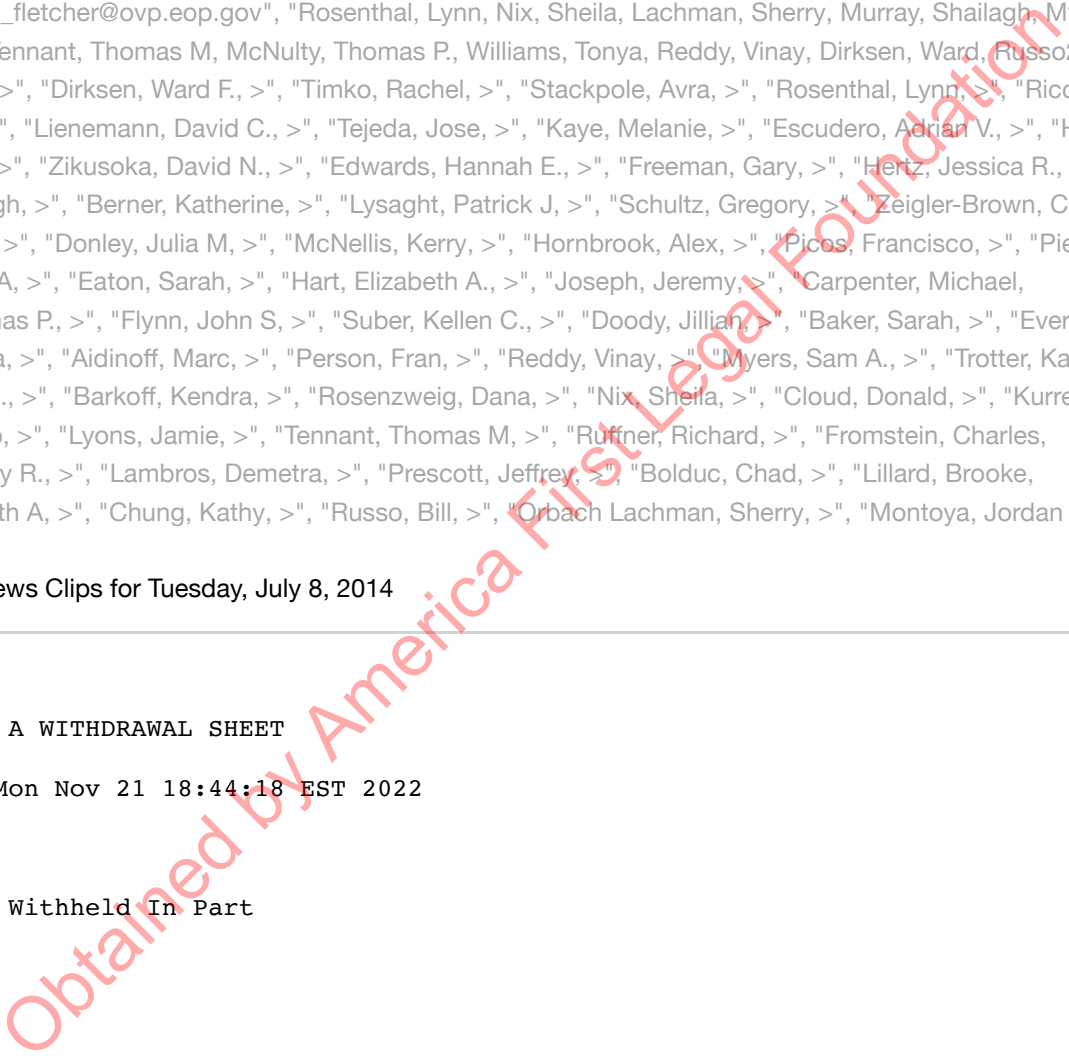 _fletcher@ovp.eop.gov", "Rosenthal, Lynn, Nix, Sheila, Lachman, Sherry, Murray, Shailagh, M
ennant, Thomas M, McNulty, Thomas P., Williams, Tonya, Reddy, Vinay, Dirksen, Ward, Russo2
>", "Dirksen, Ward F., >", "Timko, Rachel, >", "Stackpole, Avra, >", "Rosenthal, Lynn, >", "Ricc
", "Lienemann, David C., >", "Tejeda, Jose, >", "Kaye, Melanie, >", "Escudero, Adrian V., >", "H
>", "Zikusoka, David N., >", "Edwards, Hannah E., >", "Freeman, Gary, >", "Hertz, Jessica R.,
gh, >", "Berner, Katherine, >", "Lysaght, Patrick J, >", "Schultz, Gregory, >", "Zeigler-Brown, C
>", "Donley, Julia M, >", "McNellis, Kerry, >", "Hornbrook, Alex, >", "Picos, Francisco, >", "Pie
A, >", "Eaton, Sarah, >", "Hart, Elizabeth A., >", "Joseph, Jeremy, >", "Carpenter, Michael,
as P., >", "Flynn, John S, >", "Suber, Kellen C., >", "Doody, Jillian, >", "Baker, Sarah, >", "Ever
a, >", "Aidinoff, Marc, >", "Person, Fran, >", "Reddy, Vinay, >", "Myers, Sam A., >", "Trotter, Ka
., >", "Barkoff, Kendra, >", "Rosenzweig, Dana, >", "Nix, Sheila, >", "Cloud, Donald, >", "Kurre
o, >", "Lyons, Jamie, >", "Tennant, Thomas M, >", "Ruffner, Richard, >", "Fromstein, Charles,
y R., >", "Lambros, Demetra, >", "Prescott, Jeffrey, >", "Bolduc, Chad, >", "Lillard, Brooke,
th A, >", "Chung, Kathy, >", "Russo, Bill, >", "Orbach Lachman, Sherry, >", "Montoya, Jordan
ews Clips for Tuesday, July 8, 2014
A WITHDRAWAL SHEET
Mon Nov 21 18:44:18 EST 2022
Withheld In Part
Obtained by America First Legal Foundation